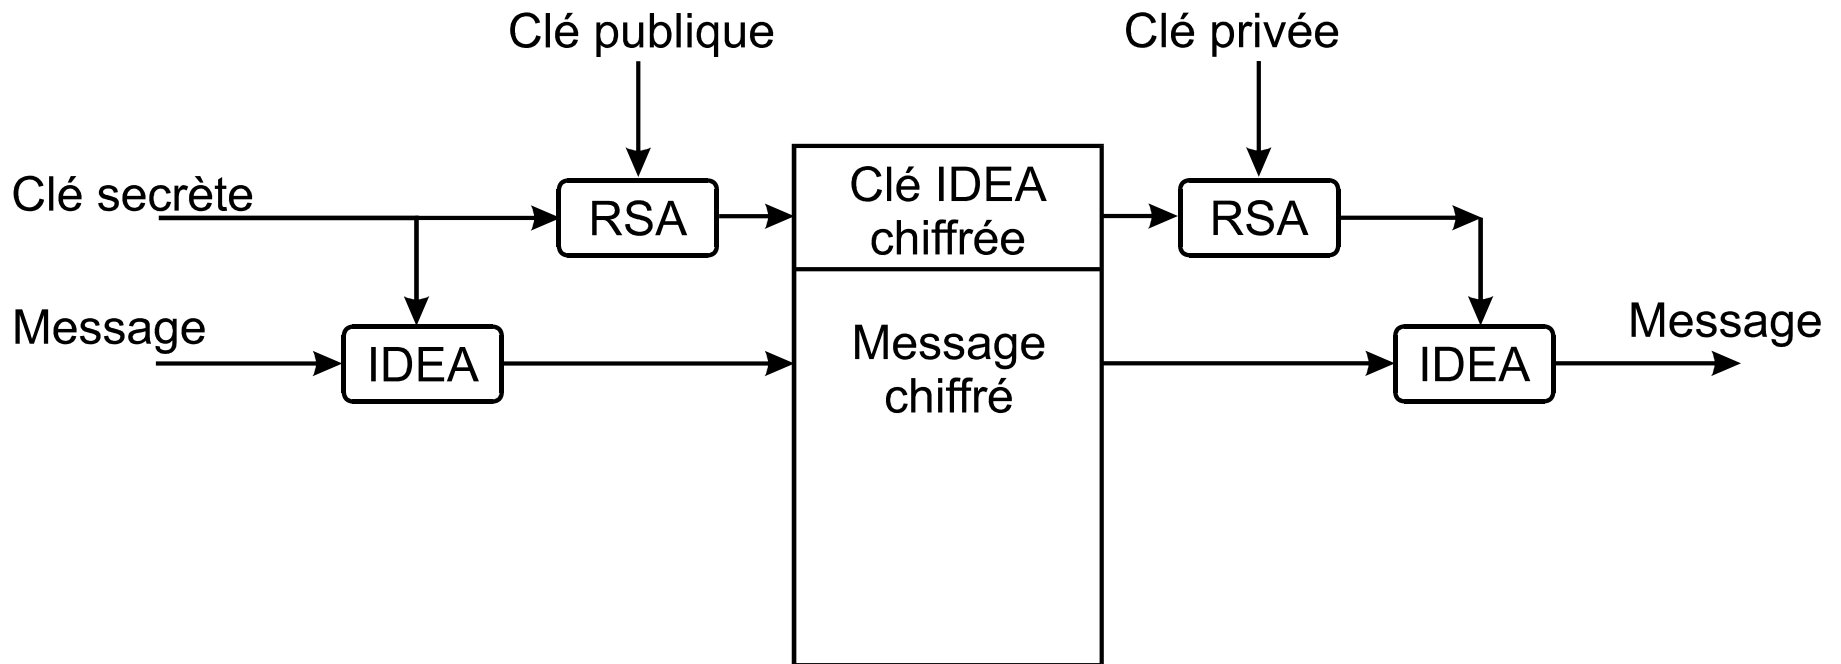 Clé publique
Clé privée
Clé secrète
RSA
Clé IDEA
chiffrée
RSA
Message
IDEA
Message
chiffré
IDEA
Message